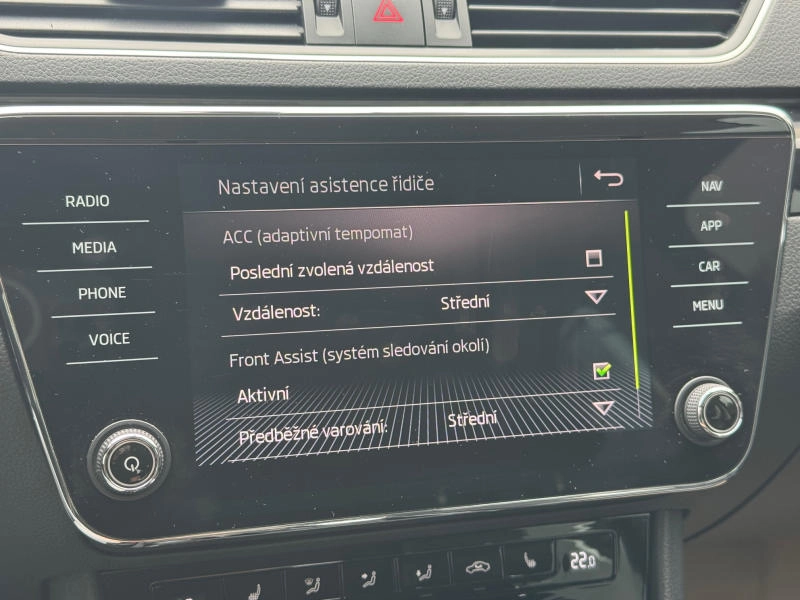 Nastavení asistence řidiče
RADIO
MEDIA
PHONE
VOICE
ACC (adaptivní tempomat)
Poslední zvolená vzdálenost
Vzdálenost: Střední
Front Assist (systém sledování okolí)
Aktivní
Předběžné varování: Střední
NAV
APP
CAR
MENU
22.0